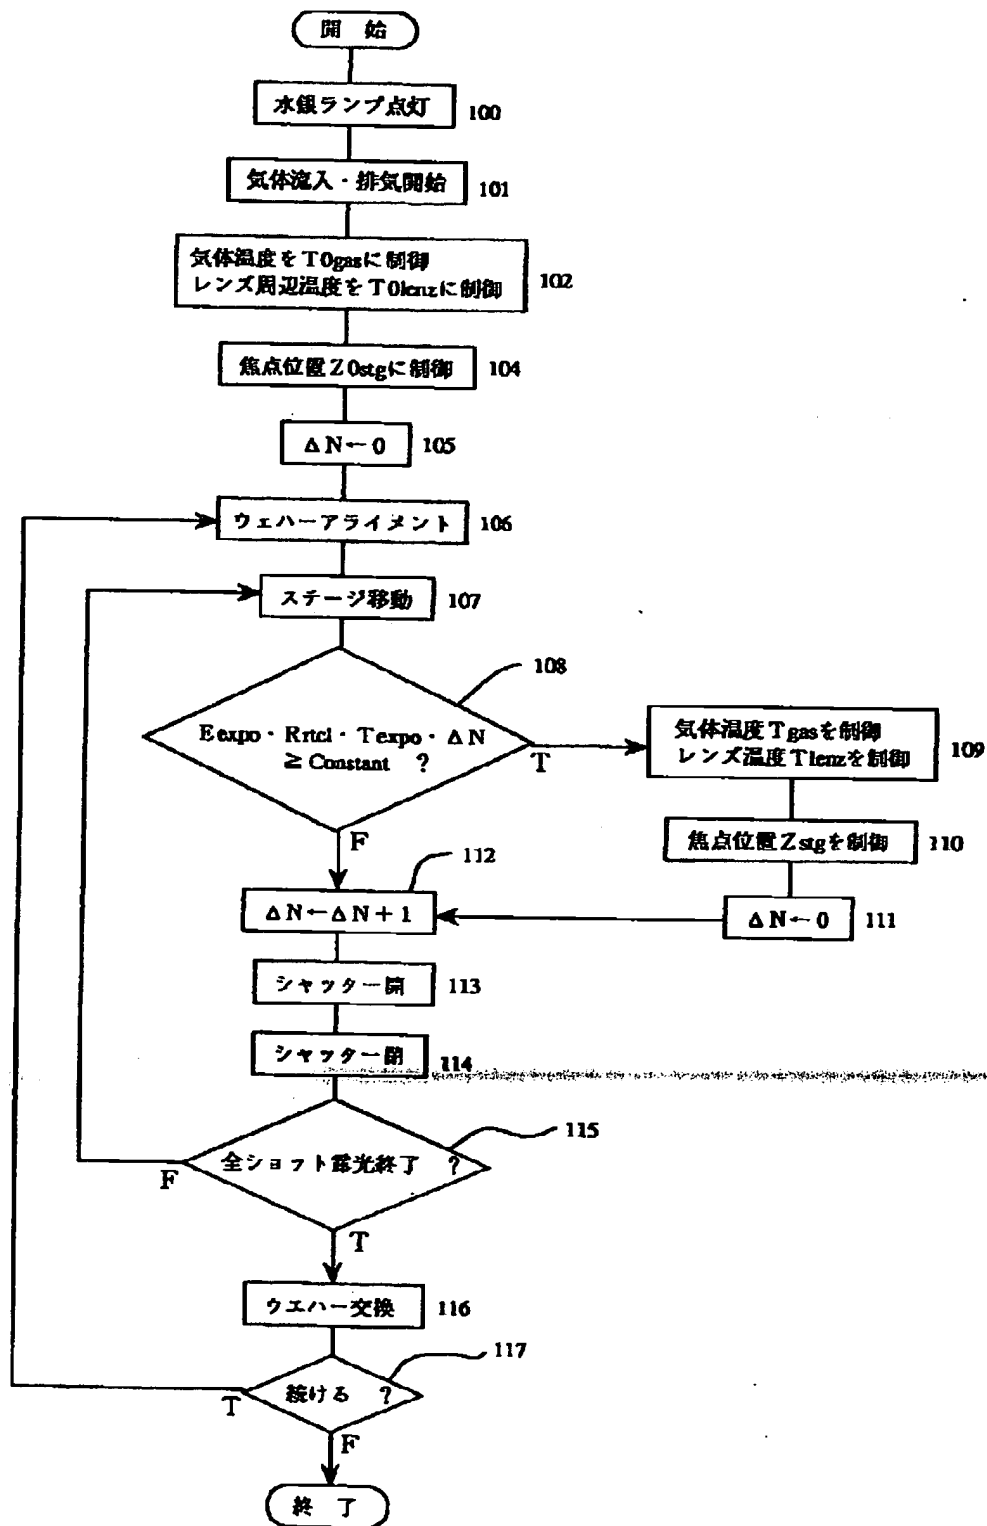 開 始
水銀ランプ点灯
100
気体流入・排気開始
101
気体温度をT0gasに制御
レンズ周辺温度をT0lenzに制御
102
焦点位置Z0stgに制御
104
ΔN←0
105
ウェハーアライメント
106
ステージ移動
107
108
Eexpo・Rrtcl・Texpo・ΔN
≧Constant ?
T
F
気体温度Tgasを制御
レンズ温度Tlenzを制御
109
焦点位置Zstgを制御
110
ΔN←0
111
112
ΔN←ΔN+1
シャッター開
113
シャッター閉
114
115
全ショット露光終了 ?
F
T
ウエハー交換
116
117
続ける ?
T
F
終 了